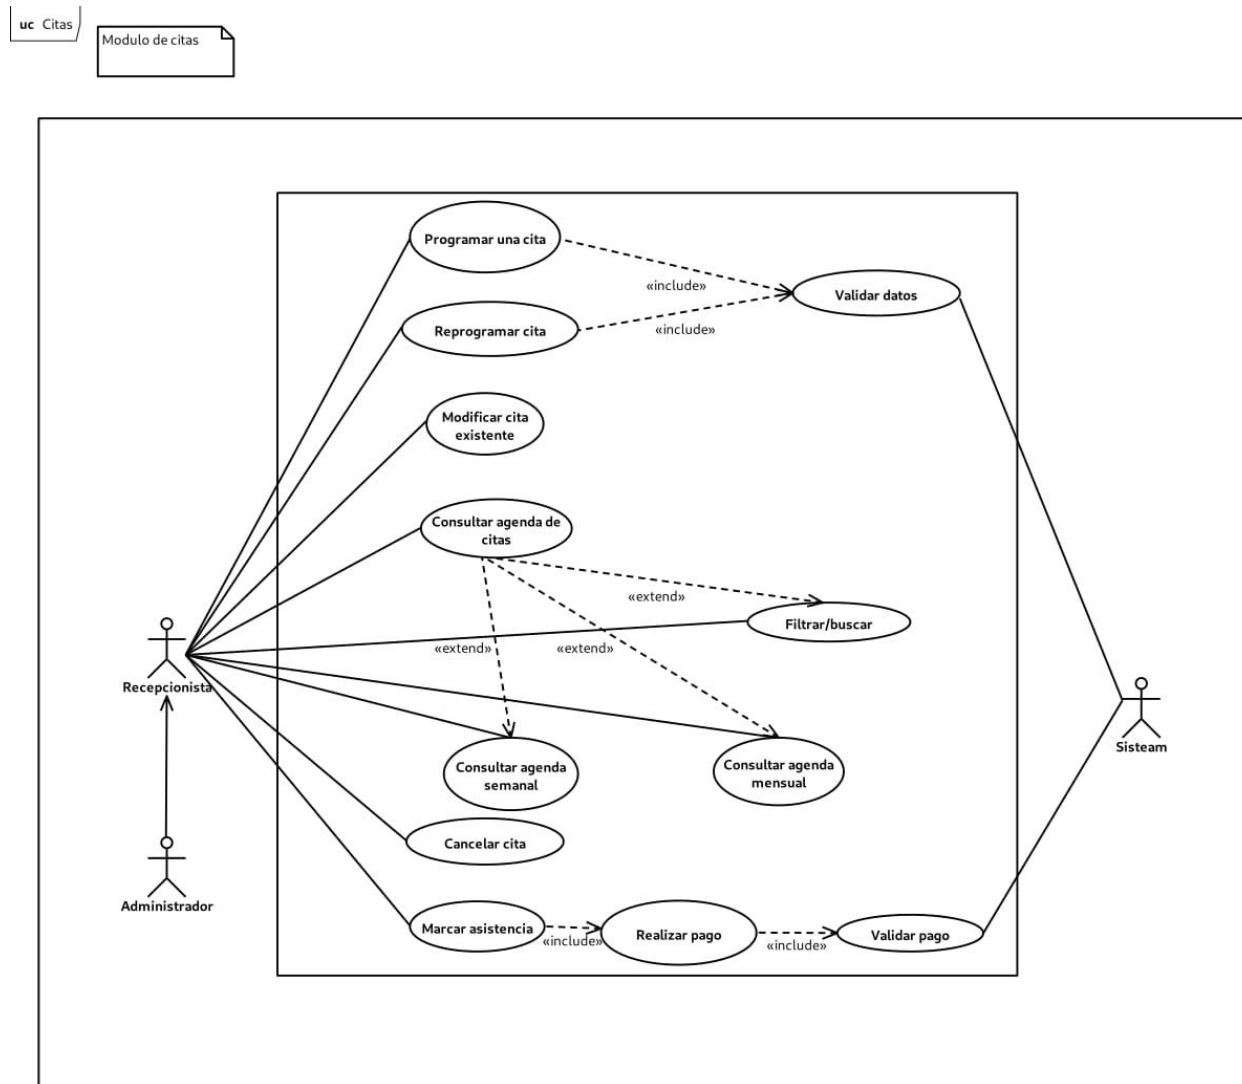 uc Citas
Modulo de citas
Programar una cita
«include»
Validar datos
Reprogramar cita
«include»
Modificar cita
existente
Consultar agenda de
citas
«extend»
Filtrar/buscar
«extend»
«extend»
Recepcionista
Sisteam
Consultar agenda
semanal
Consultar agenda
mensual
Cancelar cita
Administrador
Marcar asistencia
«include»
Realizar pago
«include»
Validar pago